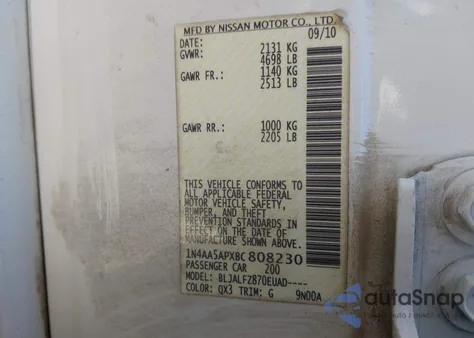 MFD BY NISSAN MOTOR CO., LTD.
DATE: 09/10
GVWR: 2131 KG
4698 LB
GAWR FR.: 1140 KG
2513 LB
GAWR RR.: 1000 KG
2205 LB
THIS VEHICLE CONFORMS TO
ALL APPLICABLE FEDERAL
MOTOR VEHICLE SAFETY,
BUMPER, AND THEFT
PREVENTION STANDARDS IN
EFFECT ON THE DATE OF
MANUFACTURE SHOWN ABOVE.
1N4AA5APXBC808230
PASSENGER CAR 200
MODEL: BLJALFZB70EUAD----
COLOR: QX3 TRIM: G 9N00A
autaSnap